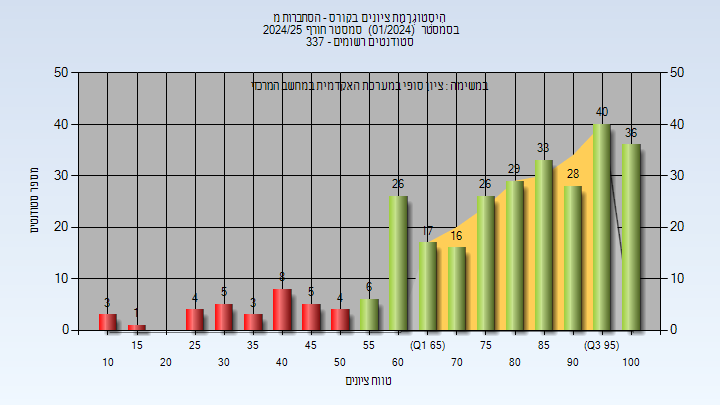 היסטוגרמת ציונים בקורס - הסתברות מ
בסמסטר (01/2024) סמסטר חורף 2024/25
סטודנטים רשומים - 337
במשימה : ציון סופי במערכת האקדמית במחשב המרכזי
מספר סטודנטים
50 50
40 40
30 30
20 20
10 10
0 0
3 1 4 5 3 8 5 4 6 26 17 16 26 29 33 28 40 36
15 25 35 45 55 (Q1 65) 75 85 (Q3 95)
10 20 30 40 50 60 70 80 90 100
טווח ציונים